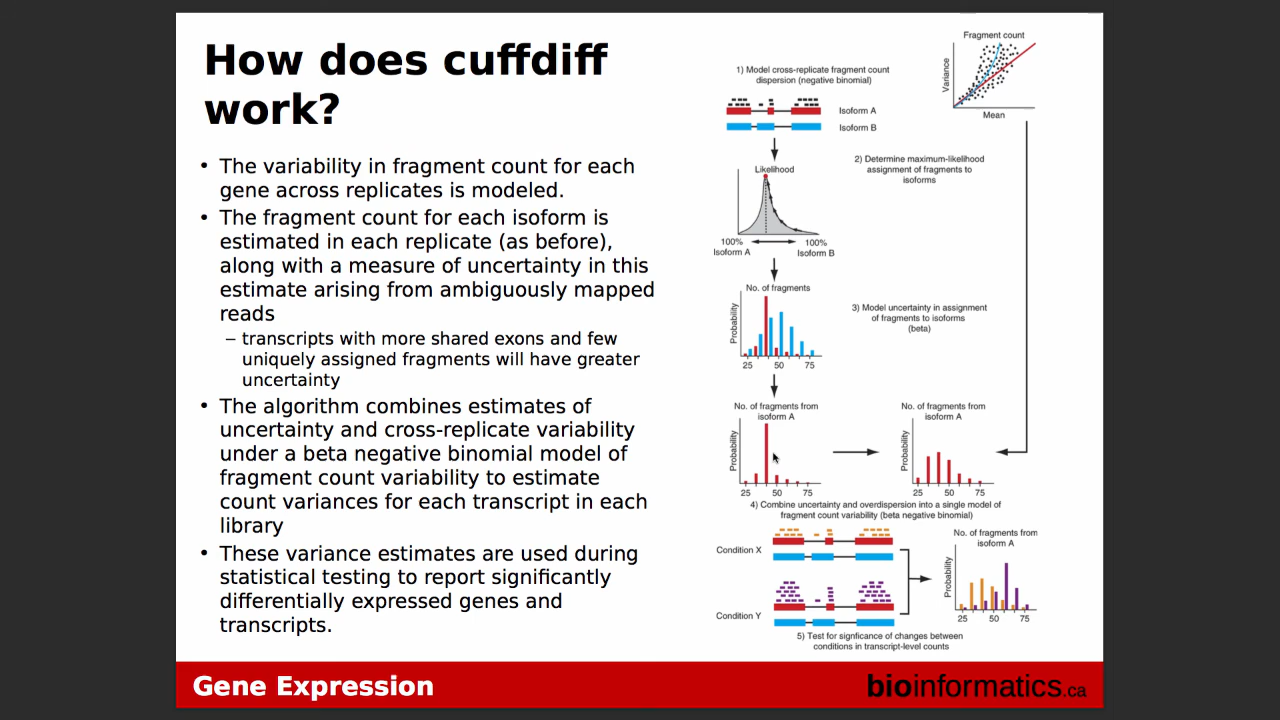 How does cuffdiff
work?
• The variability in fragment count for each
gene across replicates is modeled.
• The fragment count for each isoform is
estimated in each replicate (as before),
along with a measure of uncertainty in this
estimate arising from ambiguously mapped
reads
– transcripts with more shared exons and few
uniquely assigned fragments will have greater
uncertainty
• The algorithm combines estimates of
uncertainty and cross-replicate variability
under a beta negative binomial model of
fragment count variability to estimate
count variances for each transcript in each
library
• These variance estimates are used during
statistical testing to report significantly
differentially expressed genes and
transcripts.
Fragment count
Variance
Mean
1) Model cross-replicate fragment count
dispersion (negative binomial)
Isoform A
Isoform B
2) Determine maximum-likelihood
assignment of fragments to
isoforms
Likelihood
100%
Isoform A
100%
Isoform B
No. of fragments
Probability
25 50 75
3) Model uncertainty in assignment
of fragments to isoforms
(beta)
No. of fragments from
isoform A
Probability
25 50 75
No. of fragments from
isoform A
Probability
25 50 75
4) Combine uncertainty and overdispersion into a single model of
fragment count variability (beta negative binomial)
Condition X
Condition Y
No. of fragments from
isoform A
Probability
25 50 75
5) Test for signficance of changes between
conditions in transcript-level counts
Gene Expression
bioinformatics.ca